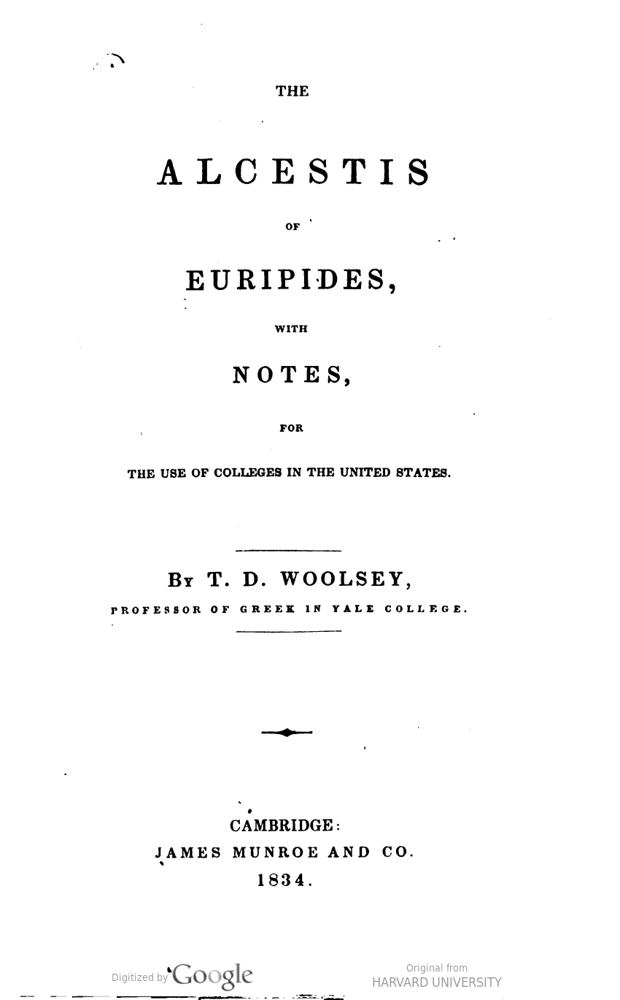 THE
ALCESTIS
OF
EURIPIDES,
WITH
NOTES,
FOR
THE USE OF COLLEGES IN THE UNITED STATES.
By T. D. WOOLSEY,
PROFESSOR OF GREEK IN YALE COLLEGE.
CAMBRIDGE:
JAMES MUNROE AND CO.
1834.
Digitized by Google
Original from
HARVARD UNIVERSITY